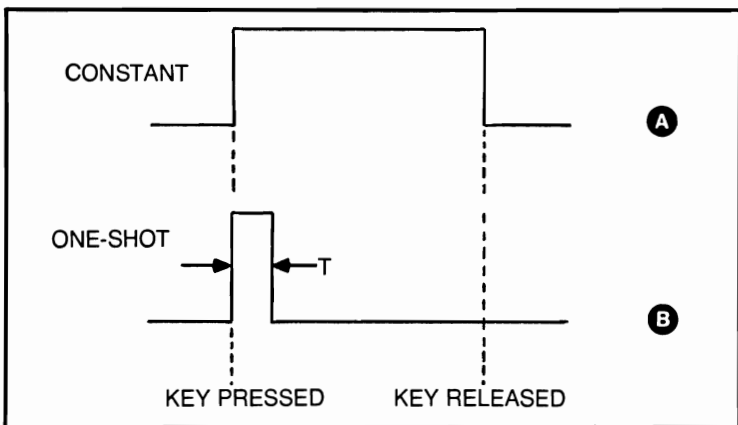 CONSTANT
A
ONE-SHOT
T
B
KEY PRESSED
KEY RELEASED